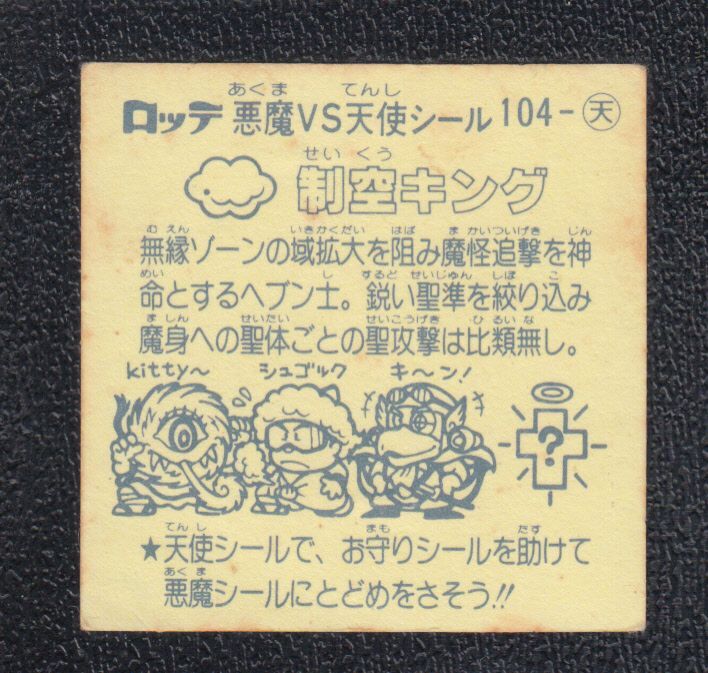 あくま てんし
ロッテ 悪魔VS天使シール 104-天
せいくう
制空キング
むえん いきかくだい はば まかいついげき じん
無縁ゾーンの域拡大を阻み魔怪追撃を神
めい し するど せいじゅん しぼ こ
命とするヘブン士。鋭い聖準を絞り込み
ましん せいたい せいこうげき ひるいな
魔身への聖体ごとの聖攻撃は比類無し。
kitty〜 シュゴルク キ〜ン!
?
てんし まも たす
★天使シールで、お守りシールを助けて
あくま
悪魔シールにとどめをさそう!!